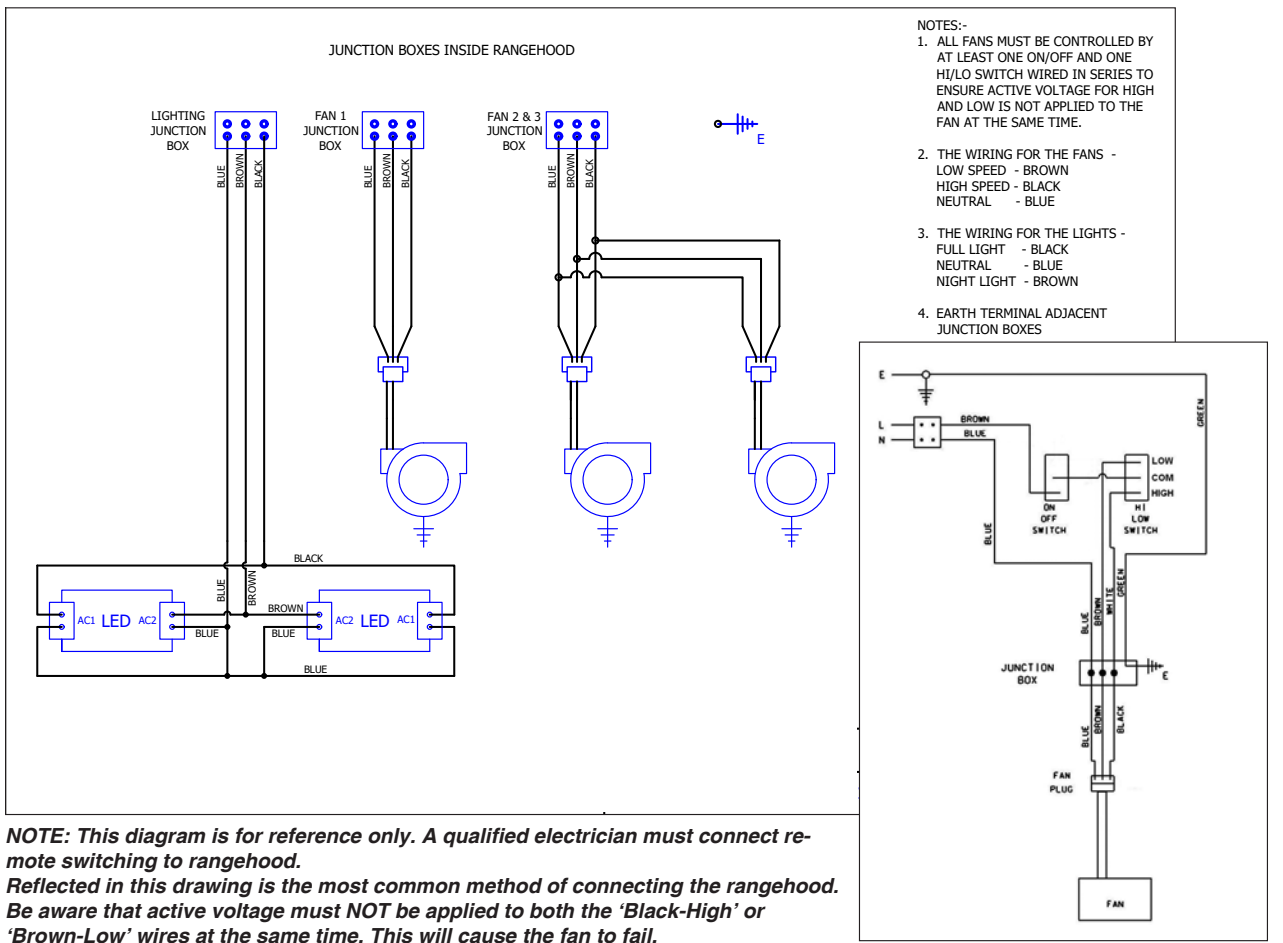 JUNCTION BOXES INSIDE RANGEHOOD
LIGHTING
JUNCTION
BOX
FAN 1
JUNCTION
BOX
FAN 2 & 3
JUNCTION
BOX
E
BLUE
BROWN
BLACK
BLUE
BROWN
BLACK
BLUE
BROWN
BLACK
NOTES:-
1. ALL FANS MUST BE CONTROLLED BY
AT LEAST ONE ON/OFF AND ONE
HI/LO SWITCH WIRED IN SERIES TO
ENSURE ACTIVE VOLTAGE FOR HIGH
AND LOW IS NOT APPLIED TO THE
FAN AT THE SAME TIME.
2. THE WIRING FOR THE FANS -
LOW SPEED - BROWN
HIGH SPEED - BLACK
NEUTRAL - BLUE
3. THE WIRING FOR THE LIGHTS -
FULL LIGHT - BLACK
NEUTRAL - BLUE
NIGHT LIGHT - BROWN
4. EARTH TERMINAL ADJACENT
JUNCTION BOXES
BLACK
BLUE
BROWN
BROWN
AC1 LED AC2
AC2 LED AC1
BLUE
BLUE
BLUE
E
GREEN
L
N
BROWN
BLUE
LOW
COM
HIGH
ON
OFF
SWITCH
HI
LOW
SWITCH
BLUE
BLUE
BROWN
WHITE
GREEN
JUNCTION
BOX
E
BLUE
BROWN
BLACK
FAN
PLUG
FAN
NOTE: This diagram is for reference only. A qualified electrician must connect re-
mote switching to rangehood.
Reflected in this drawing is the most common method of connecting the rangehood.
Be aware that active voltage must NOT be applied to both the ‘Black-High’ or
‘Brown-Low’ wires at the same time. This will cause the fan to fail.